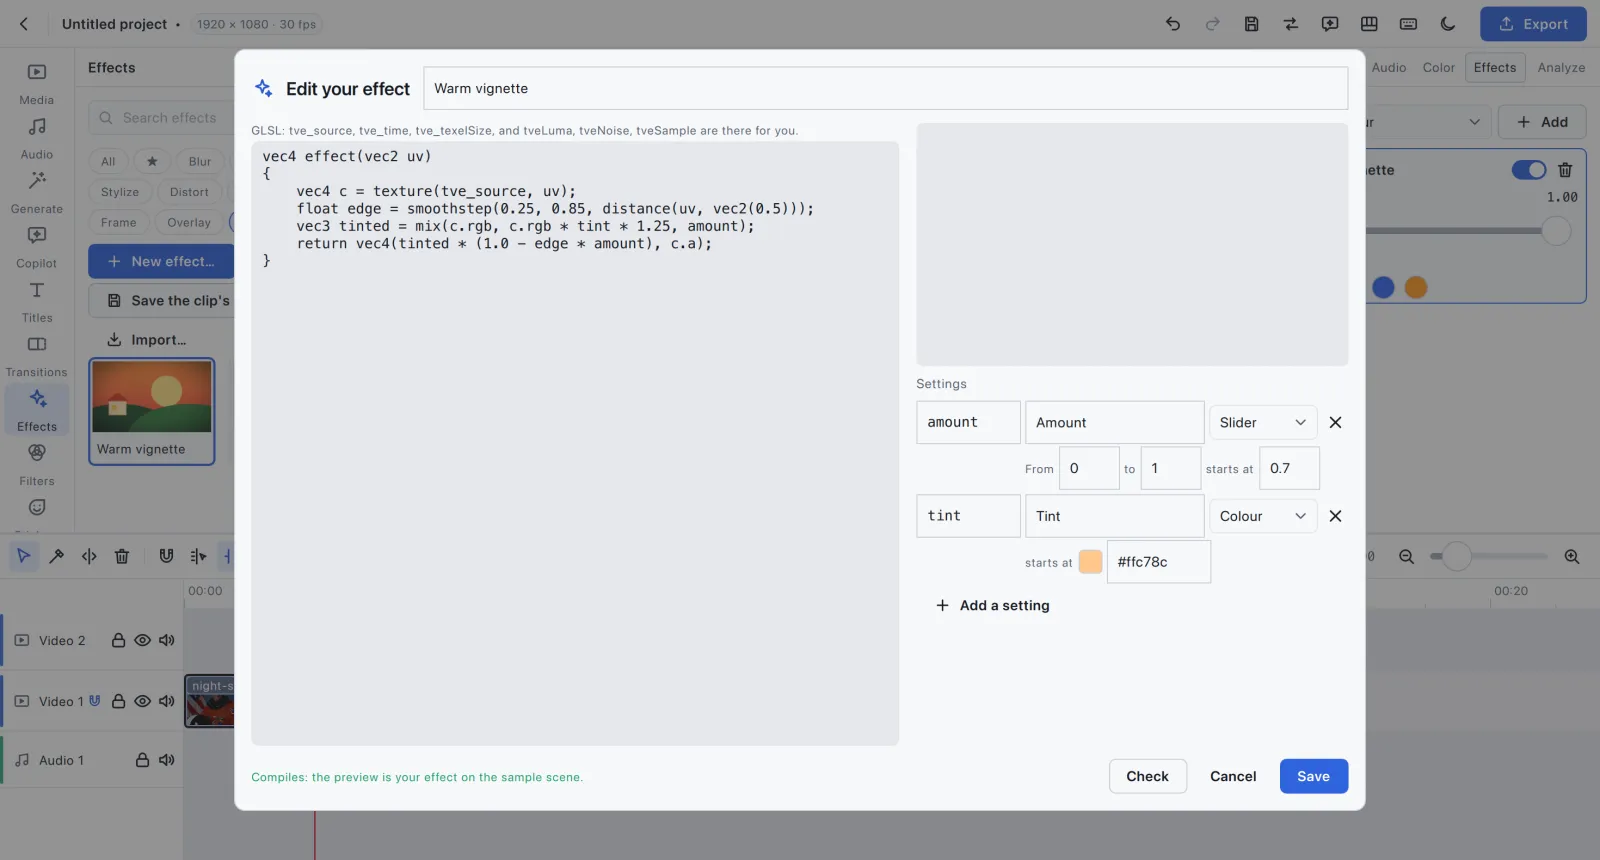 Untitled project •
1920 × 1080 · 30 fps
Export
Effects
Audio
Color
Effects
Analyze
Media
Audio
Generate
Copilot
Titles
Transitions
Effects
Filters
Search effects
All
Blur
Stylize
Distort
Frame
Overlay
New effect...
Save the clip's
Import...
Warm vignette
Edit your effect
Warm vignette
GLSL: tve_source, tve_time, tve_texelSize, and tveLuma, tveNoise, tveSample are there for you.
vec4 effect(vec2 uv)
{
    vec4 c = texture(tve_source, uv);
    float edge = smoothstep(0.25, 0.85, distance(uv, vec2(0.5)));
    vec3 tinted = mix(c.rgb, c.rgb * tint * 1.25, amount);
    return vec4(tinted * (1.0 - edge * amount), c.a);
}
Settings
amount
Amount
Slider
From 0 to 1 starts at 0.7
tint
Tint
Colour
starts at #ffc78c
Add a setting
Compiles: the preview is your effect on the sample scene.
Check
Cancel
Save
Add
ette
1.00
00:00
00:20
Video 2
Video 1
night-s
Audio 1